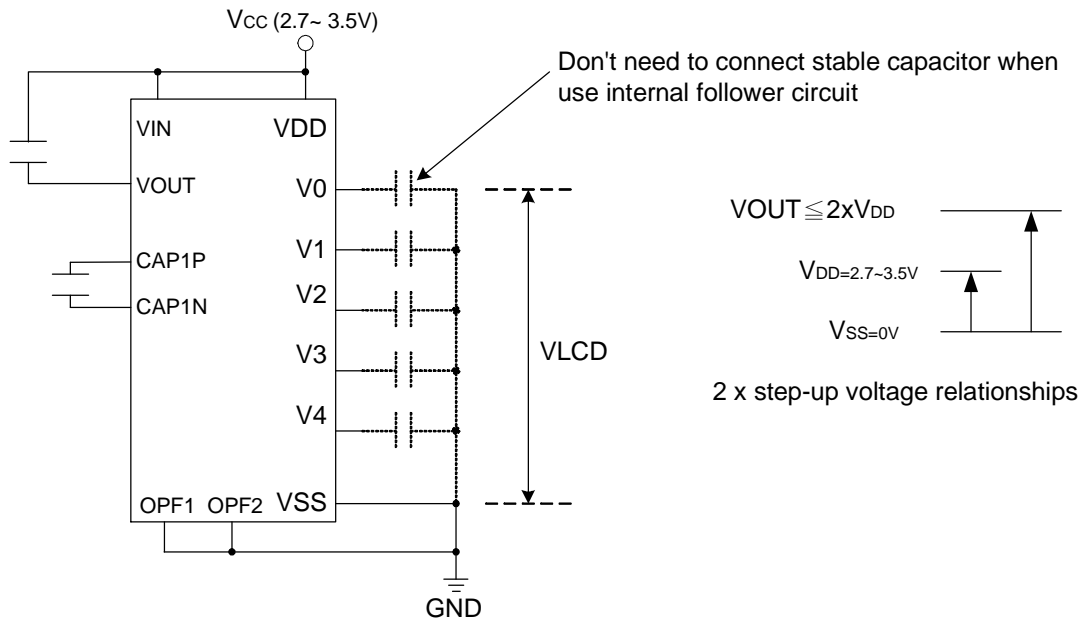 VCC (2.7~ 3.5V)
Don't need to connect stable capacitor when
use internal follower circuit
VIN
VDD
VOUT
V0
V1
CAP1P
V2
CAP1N
V3
VLCD
V4
OPF1
OPF2
VSS
GND
VOUT≦2xVDD
VDD=2.7~3.5V
VSS=0V
2 x step-up voltage relationships